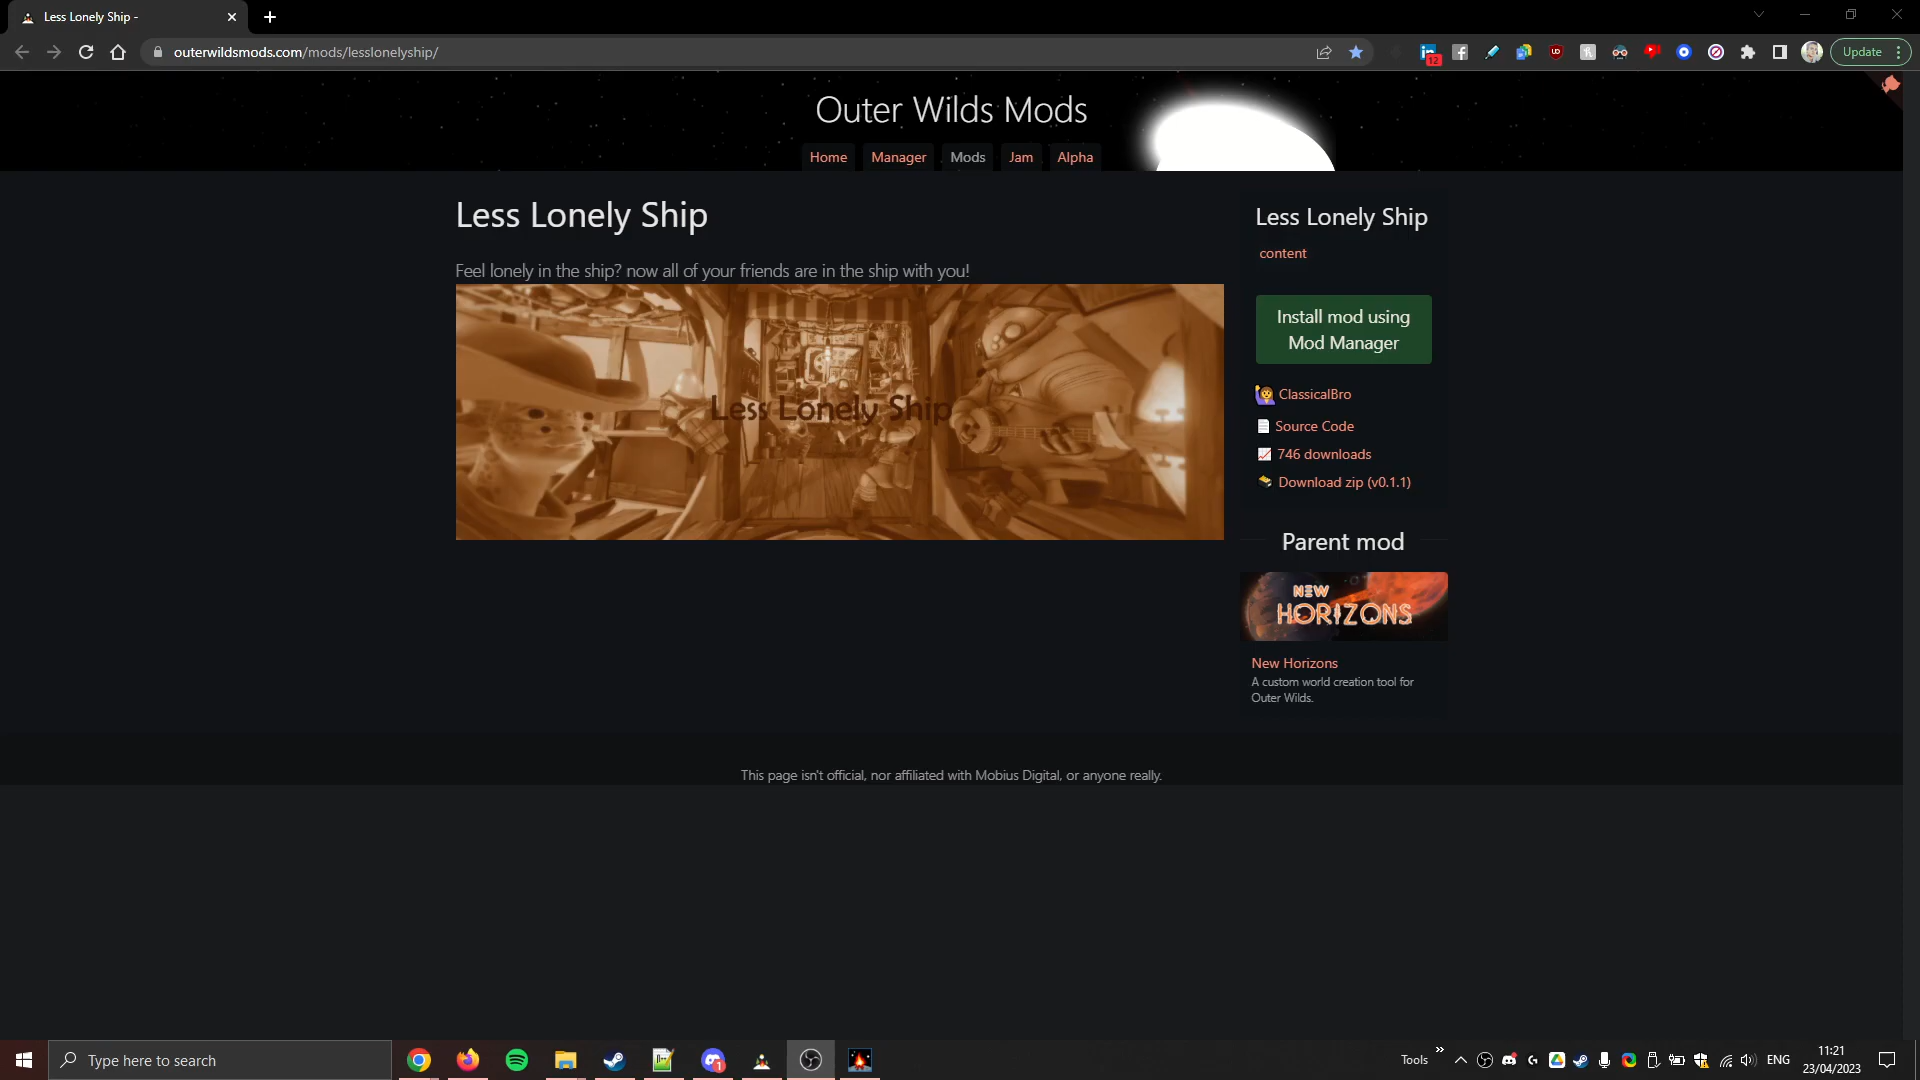 Less Lonely Ship -
outerwildsmods.com/mods/lesslonelyship/
12
Update
Outer Wilds Mods
Home
Manager
Mods
Jam
Alpha
Less Lonely Ship
Feel lonely in the ship? now all of your friends are in the ship with you!
Less Lonely Ship
Less Lonely Ship
content
Install mod using
Mod Manager
ClassicalBro
Source Code
746 downloads
Download zip (v0.1.1)
Parent mod
NEW
HORIZONS
New Horizons
A custom world creation tool for
Outer Wilds.
This page isn't official, nor affiliated with Mobius Digital, or anyone really.
Type here to search
1
Tools
ENG
11:21
23/04/2023